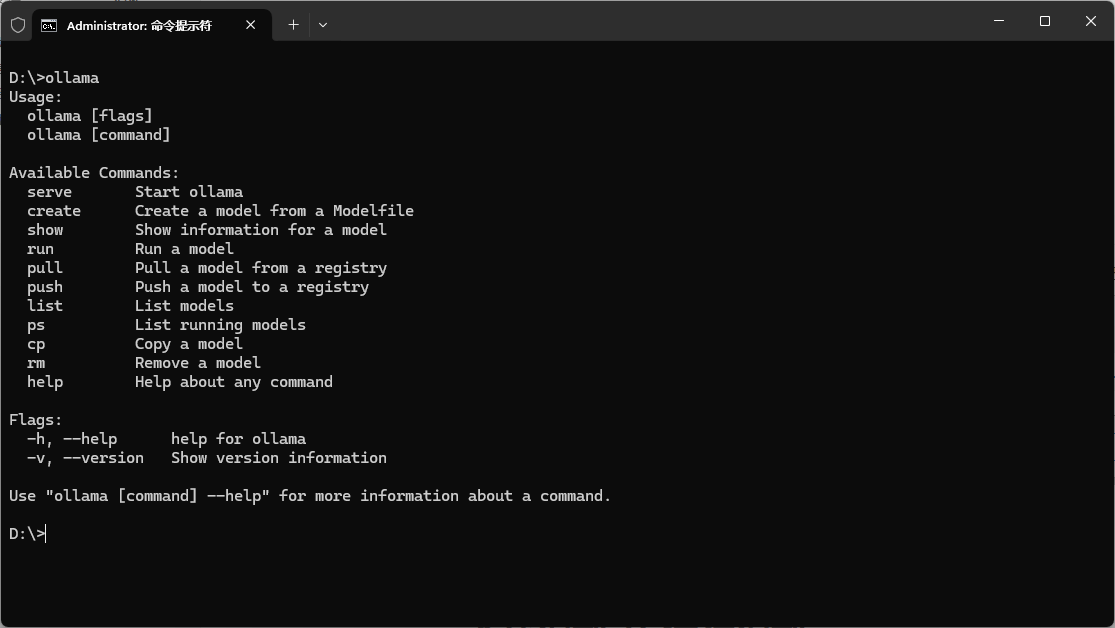 Administrator: 命令提示符
D:\>ollama
Usage:
  ollama [flags]
  ollama [command]
Available Commands:
  serve       Start ollama
  create      Create a model from a Modelfile
  show        Show information for a model
  run         Run a model
  pull        Pull a model from a registry
  push        Push a model to a registry
  list        List models
  ps          List running models
  cp          Copy a model
  rm          Remove a model
  help        Help about any command
Flags:
  -h, --help      help for ollama
  -v, --version   Show version information
Use "ollama [command] --help" for more information about a command.
D:\>